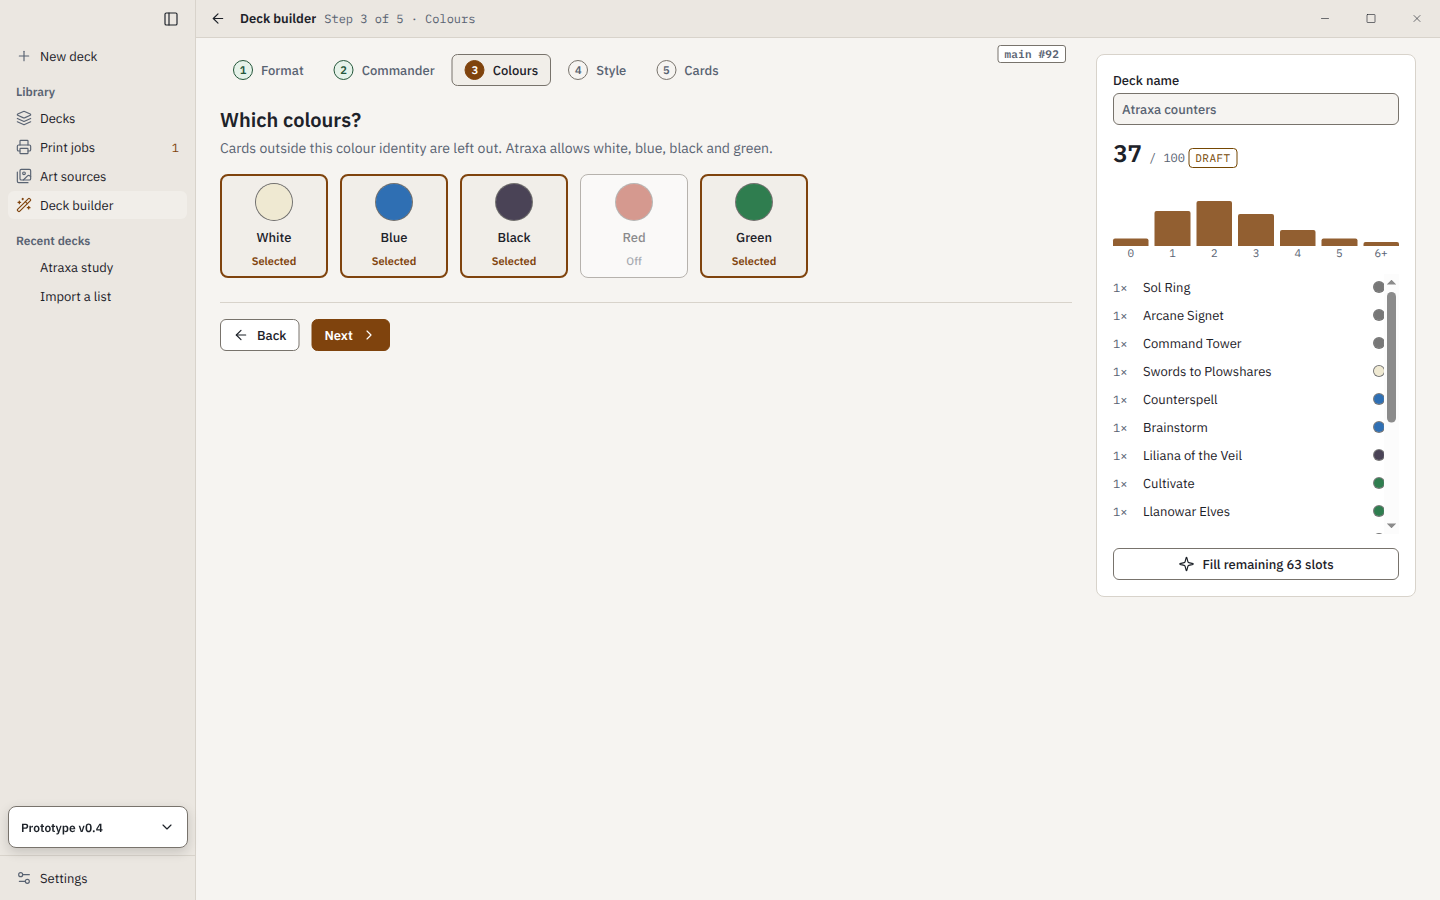 Deck builder Step 3 of 5 · Colours
New deck
Library
Decks
Print jobs 1
Art sources
Deck builder
Recent decks
Atraxa study
Import a list
Prototype v0.4
Settings
main #92
1 Format 2 Commander 3 Colours 4 Style 5 Cards
Which colours?
Cards outside this colour identity are left out. Atraxa allows white, blue, black and green.
White Blue Black Red Green
Selected Selected Selected Off Selected
Back Next
Deck name
Atraxa counters
37 / 100 DRAFT
0 1 2 3 4 5 6+
1× Sol Ring
1× Arcane Signet
1× Command Tower
1× Swords to Plowshares
1× Counterspell
1× Brainstorm
1× Liliana of the Veil
1× Cultivate
1× Llanowar Elves
Fill remaining 63 slots